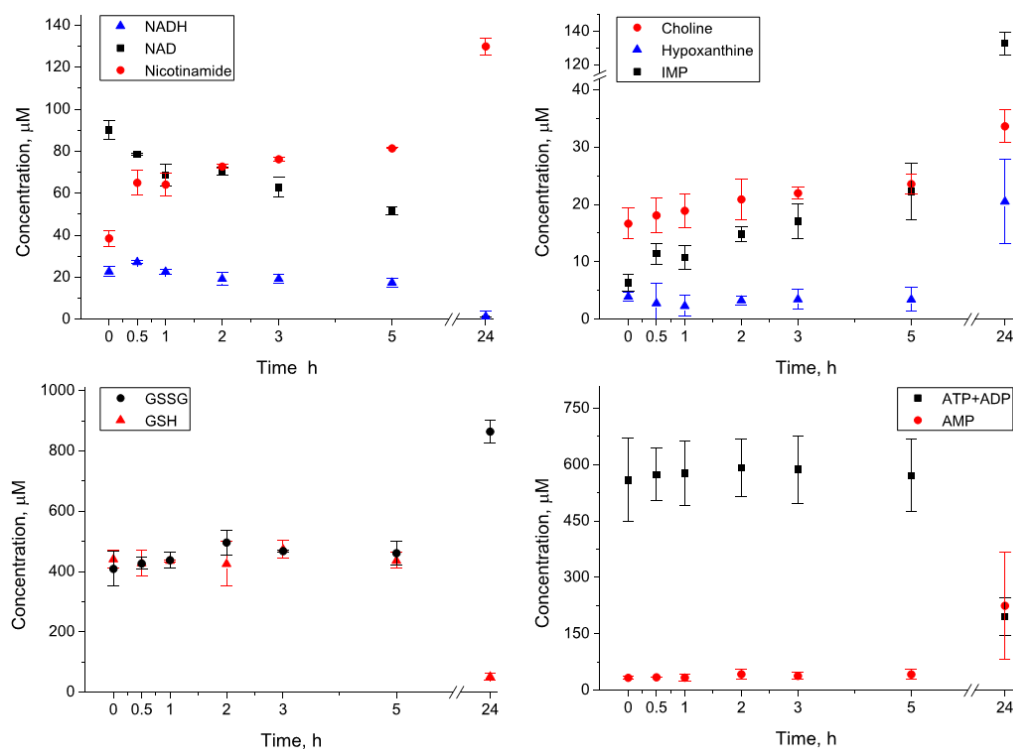 NADH
NAD
Nicotinamide
Concentration, μM
140
120
100
80
60
40
20
0
0 0.5 1 2 3 5 24
Time h
Choline
Hypoxanthine
IMP
Concentration, μM
140
130
120
40
30
20
10
0
0 0.5 1 2 3 5 24
Time, h
GSSG
GSH
Concentration, μM
1000
800
600
400
200
0
0 0.5 1 2 3 5 24
Time, h
ATP+ADP
AMP
Concentration, μM
750
600
450
300
150
0
0 0.5 1 2 3 5 24
Time, h